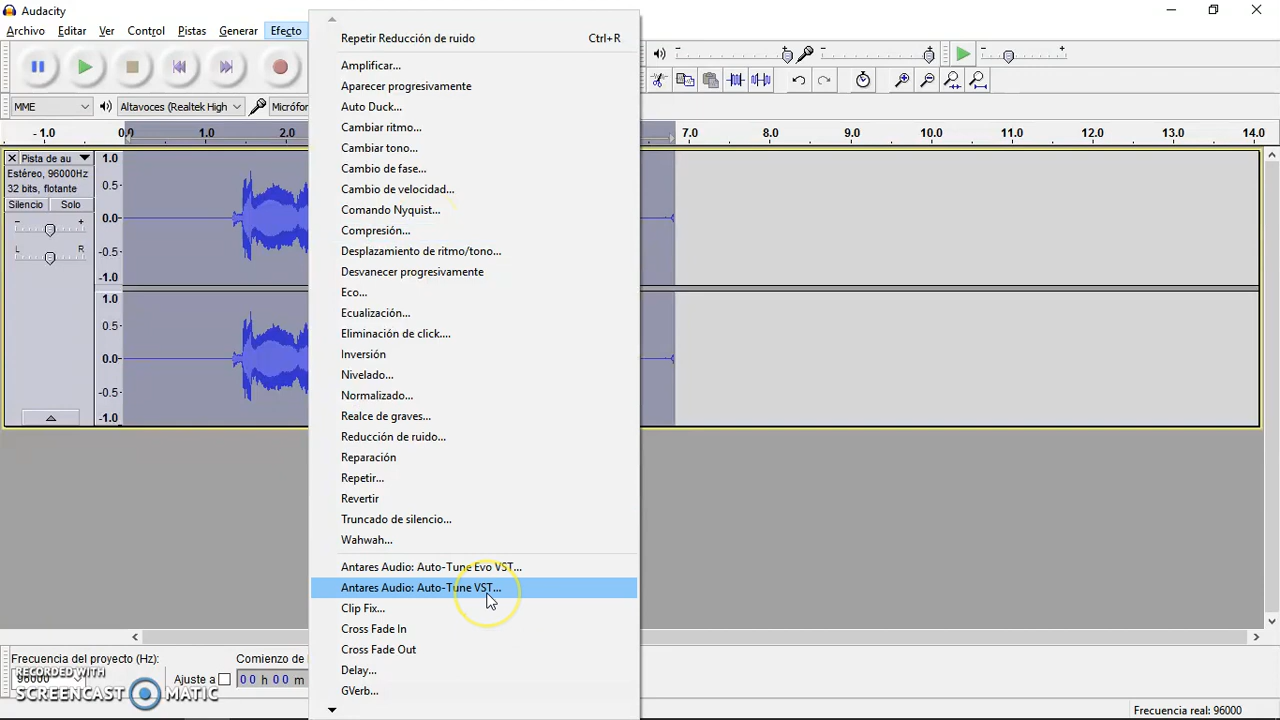 Audacity
Archivo Editar Ver Control Pistas Generar Efecto
Repetir Reducción de ruido Ctrl+R
Amplificar...
Aparecer progresivamente
Auto Duck...
Cambiar ritmo...
Cambiar tono...
Cambio de fase...
Cambio de velocidad...
Comando Nyquist...
Compresión...
Desplazamiento de ritmo/tono...
Desvanecer progresivamente
Eco...
Ecualización...
Eliminación de click....
Inversión
Nivelado...
Normalizado...
Realce de graves...
Reducción de ruido...
Reparación
Repetir...
Revertir
Truncado de silencio...
Wahwah...
Antares Audio: Auto-Tune Evo VST...
Antares Audio: Auto-Tune VST...
Clip Fix...
Cross Fade In
Cross Fade Out
Delay...
GVerb...
MME Altavoces (Realtek High Micrófor
-1.0 0.0 1.0 2.0 7.0 8.0 9.0 10.0 11.0 12.0 13.0 14.0
Pista de au
Estéreo, 96000Hz
32 bits, flotante
Silencio Solo
- +
L R
1.0
0.5
0.0
-0.5
-1.0
1.0
0.5
0.0
-0.5
-1.0
Frecuencia del proyecto (Hz): Comienzo de
96000 Ajuste a 00 h 00 m
RECORDED WITH
SCREENCAST MATIC
Frecuencia real: 96000